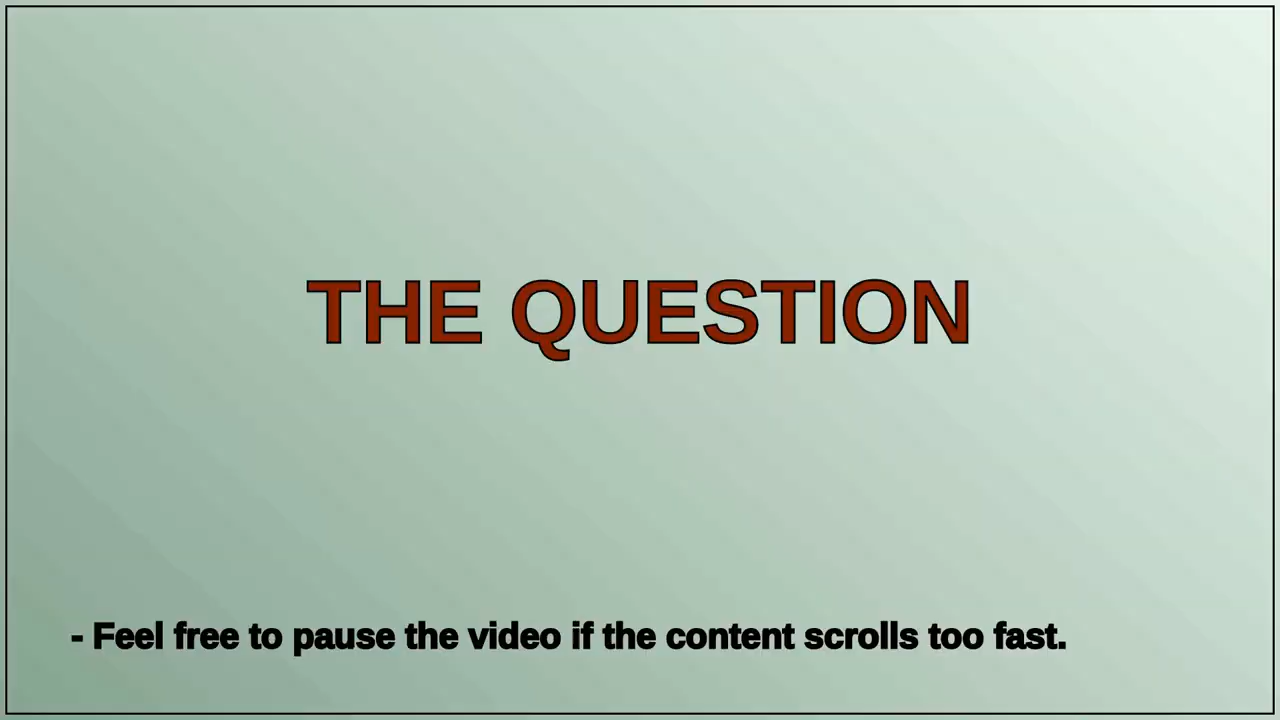 THE QUESTION
- Feel free to pause the video if the content scrolls too fast.